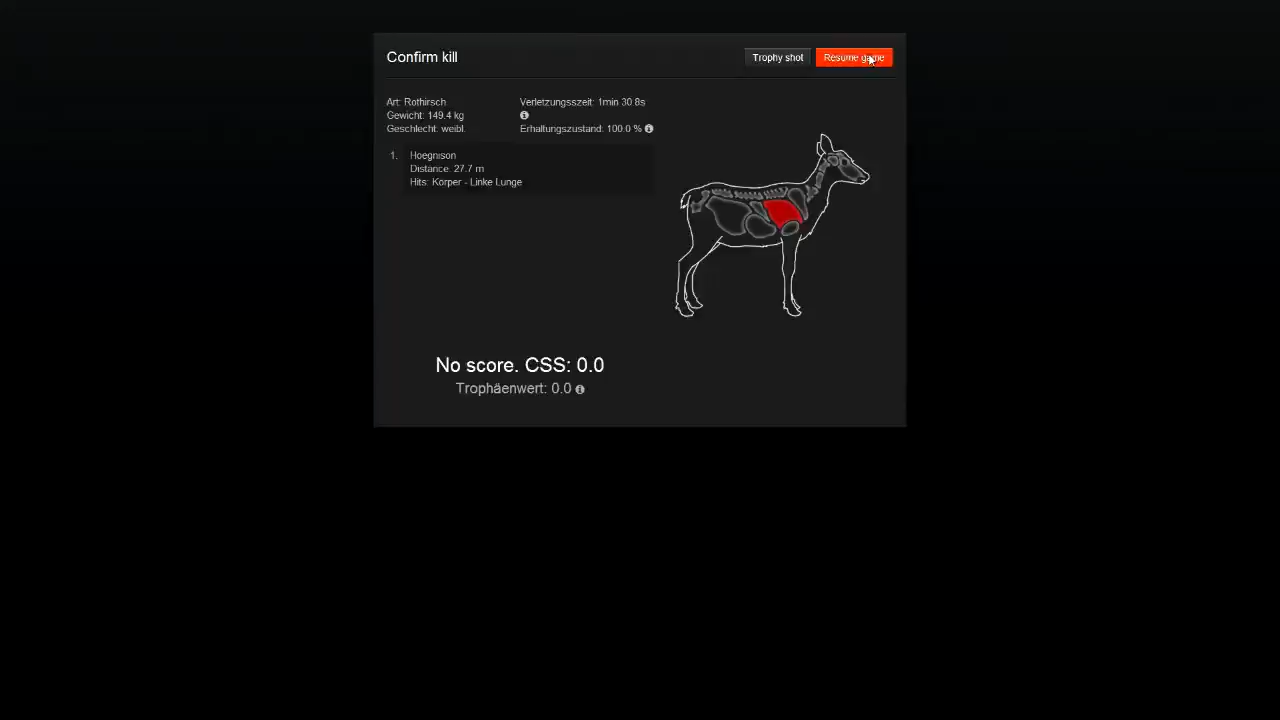 Confirm kill
Trophy shot
Resume game
Art: Rothirsch
Gewicht: 149.4 kg
Geschlecht: weibl.
Verletzungsszeit: 1min 30.8s
Erhaltungszustand: 100.0 %
1. Hoegnison
Distance: 27.7 m
Hits: Körper - Linke Lunge
No score. CSS: 0.0
Trophäenwert: 0.0